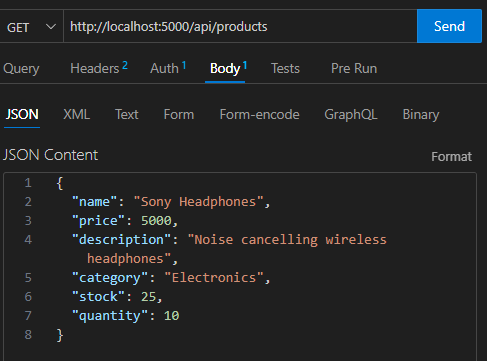 GET http://localhost:5000/api/products Send
Query Headers 2 Auth 1 Body 1 Tests Pre Run
JSON XML Text Form Form-encode GraphQL Binary
JSON Content Format
1 {
2 "name": "Sony Headphones",
3 "price": 5000,
4 "description": "Noise cancelling wireless
headphones",
5 "category": "Electronics",
6 "stock": 25,
7 "quantity": 10
8 }